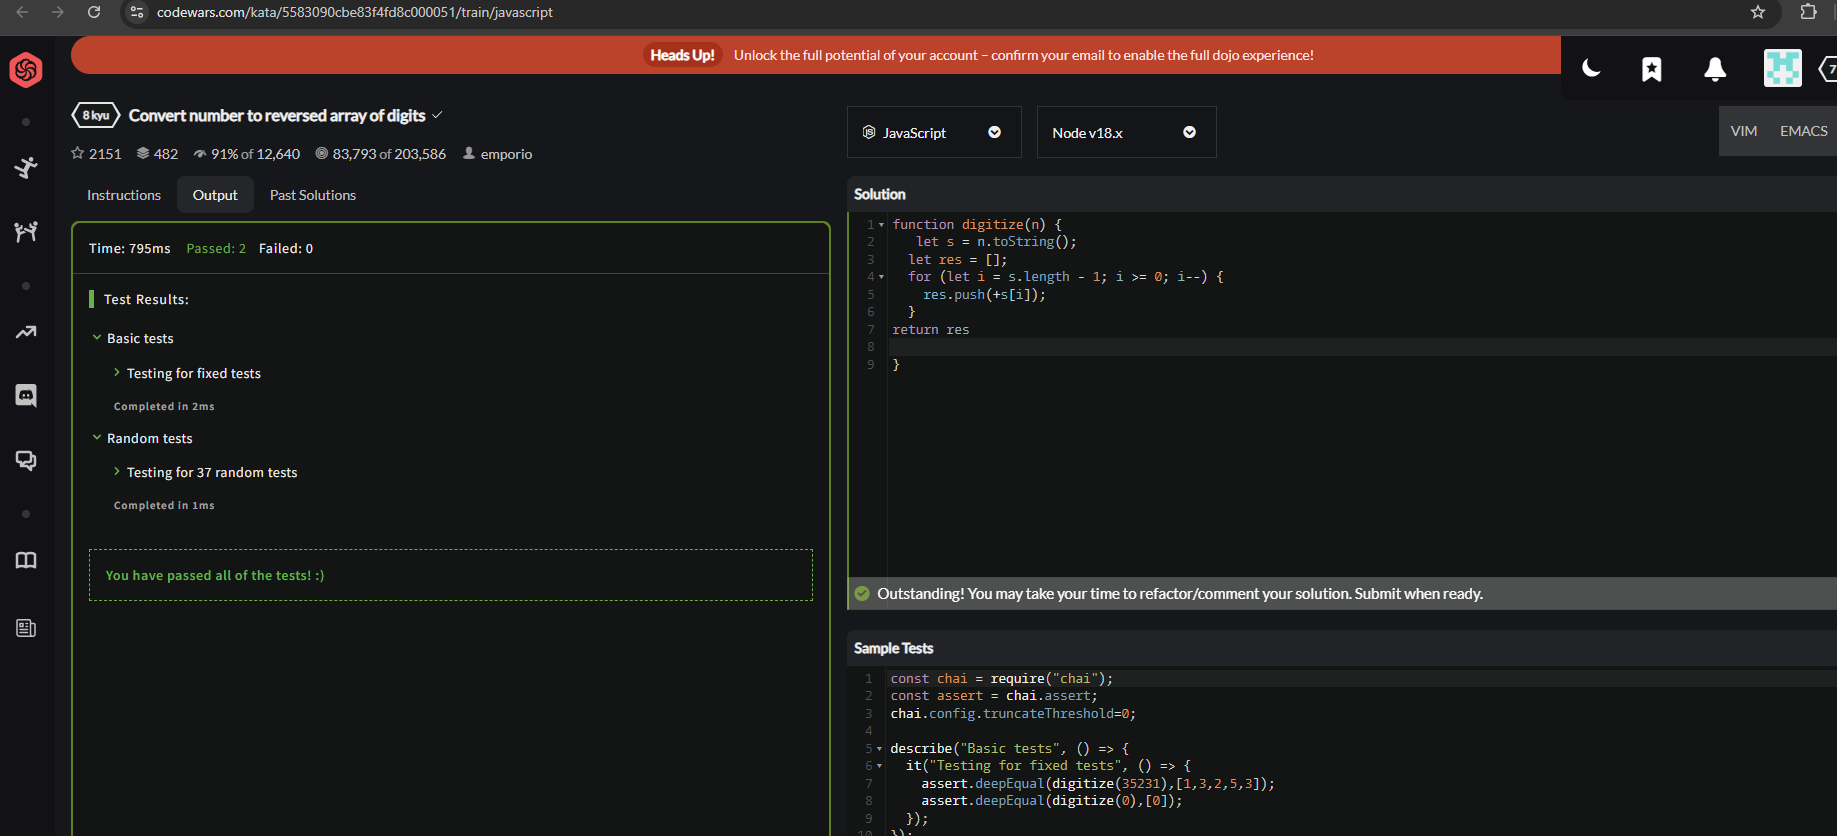 codewars.com/kata/5583090cbe83f4fd8c000051/train/javascript
Heads Up! Unlock the full potential of your account – confirm your email to enable the full dojo experience!
7
8 kyu Convert number to reversed array of digits
2151 482 91% of 12,640 83,793 of 203,586 emporio
JavaScript Node v18.x VIM EMACS
Instructions Output Past Solutions
Time: 795ms Passed: 2 Failed: 0
Test Results:
Basic tests
Testing for fixed tests
Completed in 2ms
Random tests
Testing for 37 random tests
Completed in 1ms
You have passed all of the tests! :)
Solution
1 function digitize(n) {
2 let s = n.toString();
3 let res = [];
4 for (let i = s.length - 1; i >= 0; i--) {
5 res.push(+s[i]);
6 }
7 return res
8
9 }
Outstanding! You may take your time to refactor/comment your solution. Submit when ready.
Sample Tests
1 const chai = require("chai");
2 const assert = chai.assert;
3 chai.config.truncateThreshold=0;
4
5 describe("Basic tests", () => {
6 it("Testing for fixed tests", () => {
7 assert.deepEqual(digitize(35231),[1,3,2,5,3]);
8 assert.deepEqual(digitize(0),[0]);
9 });
10 });